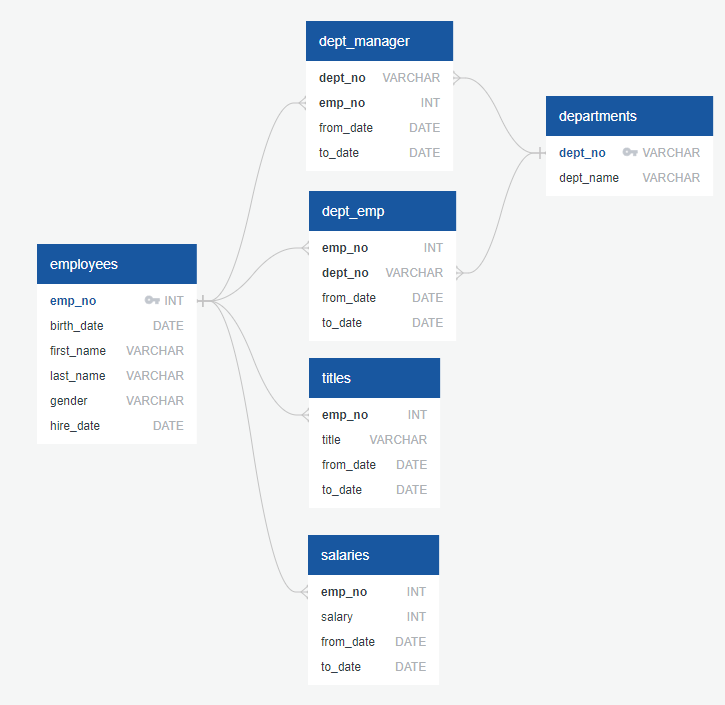 dept_manager
dept_no VARCHAR
emp_no INT
from_date DATE
to_date DATE
departments
dept_no VARCHAR
dept_name VARCHAR
dept_emp
emp_no INT
dept_no VARCHAR
from_date DATE
to_date DATE
employees
emp_no INT
birth_date DATE
first_name VARCHAR
last_name VARCHAR
gender VARCHAR
hire_date DATE
titles
emp_no INT
title VARCHAR
from_date DATE
to_date DATE
salaries
emp_no INT
salary INT
from_date DATE
to_date DATE